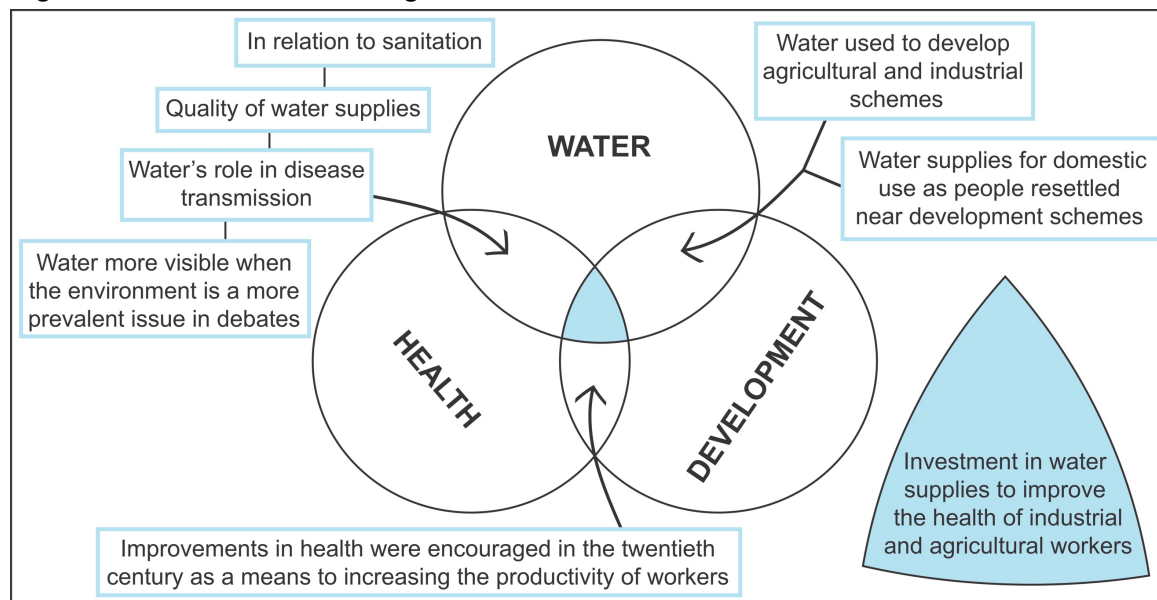 In relation to sanitation
Quality of water supplies
Water's role in disease
transmission
Water more visible when
the environment is a more
prevalent issue in debates
WATER
Water used to develop
agricultural and industrial
schemes
Water supplies for domestic
use as people resettled
near development schemes
HEALTH
DEVELOPMENT
Investment in water
supplies to improve
the health of industrial
and agricultural workers
Improvements in health were encouraged in the twentieth
century as a means to increasing the productivity of workers